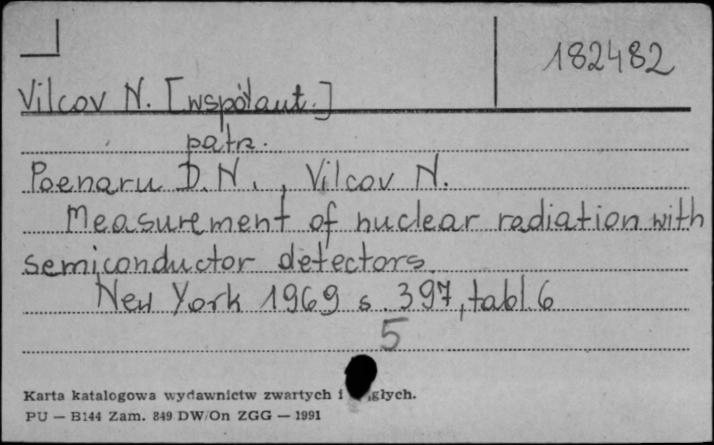 182482
Vilcov N. [współaut.]
patrz.
Poenaru D.N., Vilcov N.
Measurement of nuclear radiation with
semiconductor detectors.
New York 1969 s. 397, tabl. 6
5
Karta katalogowa wydawnictw zwartych i
PU — B144 Zam. 849 DW/On ZGG — 1991